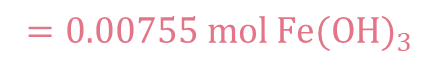 = 0.00755 mol Fe(OH)₃